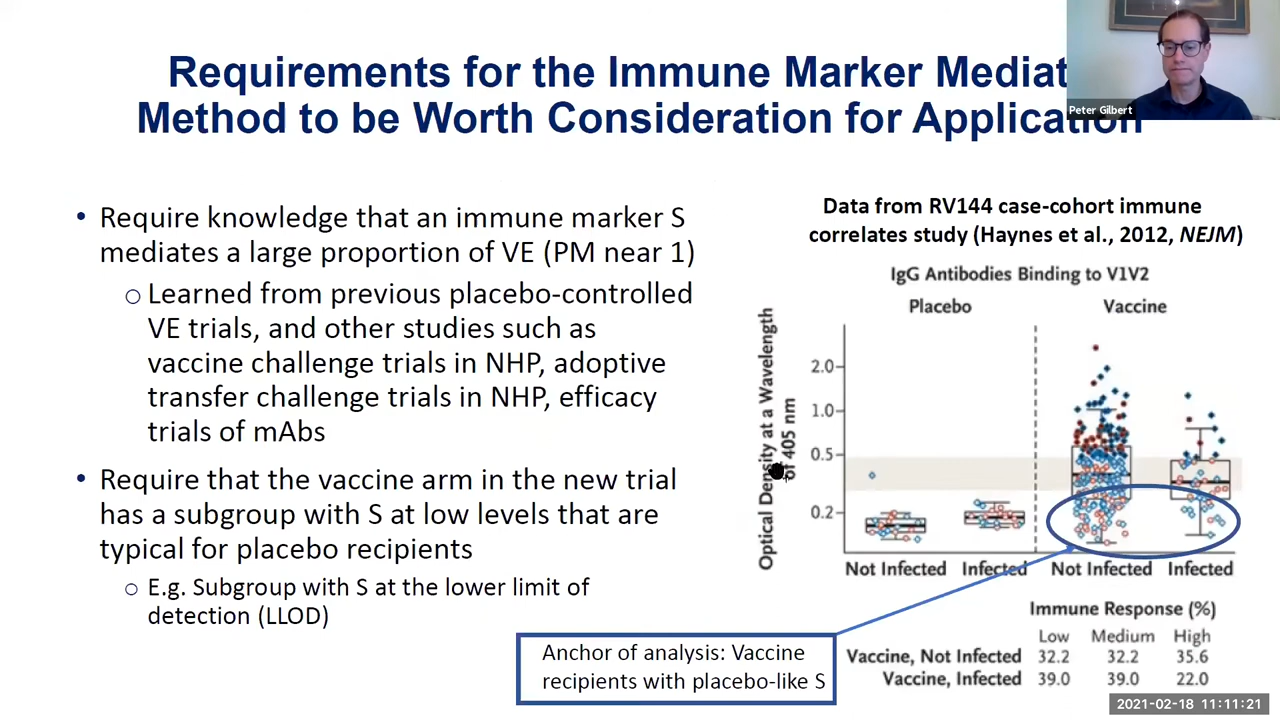 Requirements for the Immune Marker Mediat
Method to be Worth Consideration for Application
Peter Gilbert
• Require knowledge that an immune marker S
mediates a large proportion of VE (PM near 1)
○ Learned from previous placebo-controlled
VE trials, and other studies such as
vaccine challenge trials in NHP, adoptive
transfer challenge trials in NHP, efficacy
trials of mAbs
• Require that the vaccine arm in the new trial
has a subgroup with S at low levels that are
typical for placebo recipients
○ E.g. Subgroup with S at the lower limit of
detection (LLOD)
Anchor of analysis: Vaccine
recipients with placebo-like S
Data from RV144 case-cohort immune
correlates study (Haynes et al., 2012, NEJM)
IgG Antibodies Binding to V1V2
Placebo Vaccine
Optical Density at a Wavelength
of 405 nm
2.0
1.0
0.5
0.2
Not Infected Infected Not Infected Infected
Immune Response (%)
Low Medium High
Vaccine, Not Infected 32.2 32.2 35.6
Vaccine, Infected 39.0 39.0 22.0
2021-02-18 11:11:21